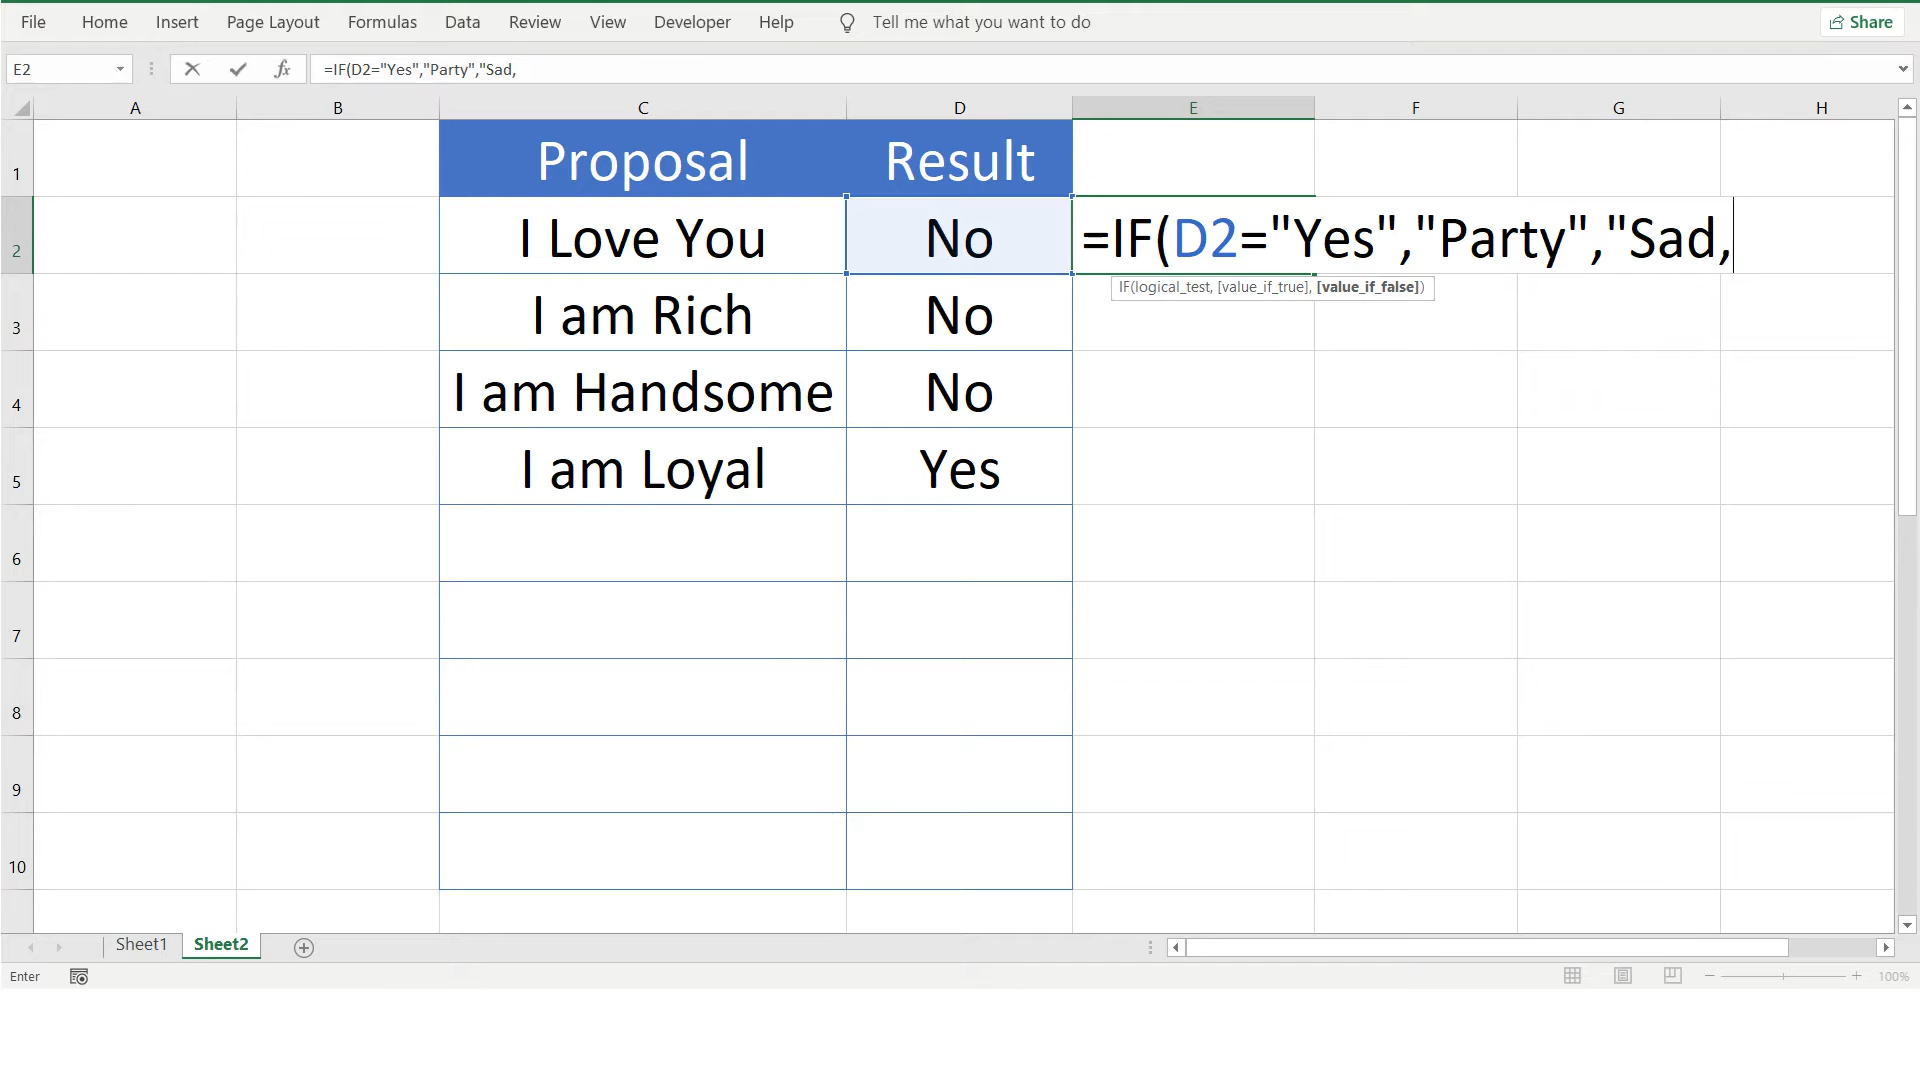 File Home Insert Page Layout Formulas Data Review View Developer Help Tell me what you want to do Share
E2 fx =IF(D2="Yes","Party","Sad,
A B C D E F G H
1 Proposal Result
2 I Love You No =IF(D2="Yes","Party","Sad,
IF(logical_test, [value_if_true], [value_if_false])
3 I am Rich No
4 I am Handsome No
5 I am Loyal Yes
6
7
8
9
10
Sheet1 Sheet2
Enter 100%